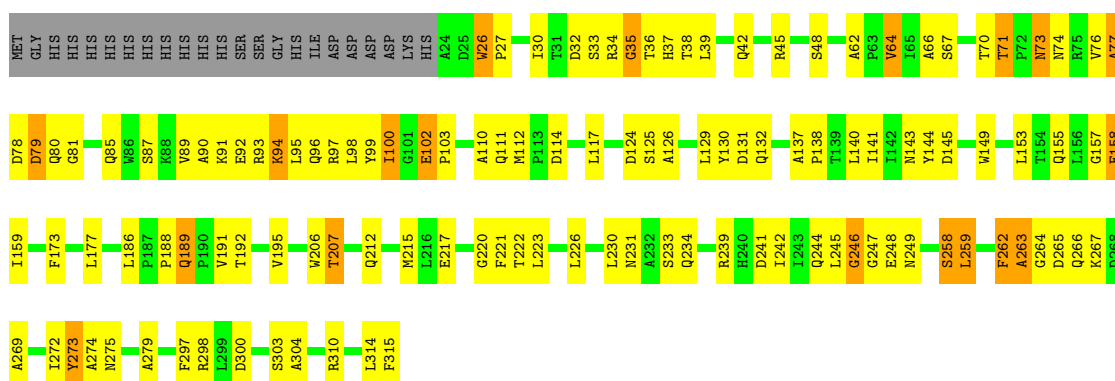 MET GLY HIS HIS HIS HIS HIS HIS HIS HIS HIS HIS SER SER GLY HIS ILE ASP ASP ASP ASP LYS HIS A24 D25 W26 P27 I30 T31 D32 S33 R34 G35 T36 H37 T38 L39 Q42 R45 S48 A62 P63 V64 I65 A66 S67 T70 T71 P72 N73 N74 R75 V76 A77
D78 D79 Q80 G81 Q85 W86 S87 K88 V89 A90 K91 E92 R93 K94 L95 Q96 R97 L98 Y99 I100 G101 E102 P103 A110 Q111 M112 P113 D114 L117 D124 S125 A126 L129 Y130 D131 Q132 A137 P138 T139 L140 I141 I142 N143 Y144 D145 W149 L153 T154 Q155 L156 G157 E158
I159 F173 L177 L186 P187 P188 Q189 P190 V191 T192 V195 W206 T207 Q212 M215 L216 E217 G220 F221 T222 L223 L226 L230 N231 A232 S233 Q234 R239 H240 D241 I242 I243 Q244 L245 G246 G247 E248 N249 S258 L259 F262 A263 G264 D265 Q266 K267 D268
A269 I272 Y273 A274 N275 A279 F297 R298 L299 D300 S303 A304 R310 L314 F315